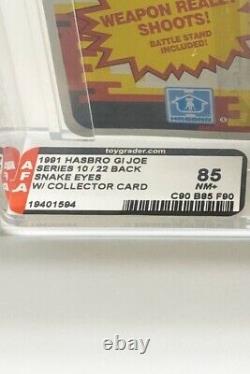 WEAPON REALLY
SHOOTS!
BATTLE STAND
INCLUDED!
HASBRO
toygrader.com
AFA
1991 HASBRO GI JOE
SERIES 10 / 22 BACK
SNAKE EYES
W/ COLLECTOR CARD
19401594
85
NM+
C90 B85 F90